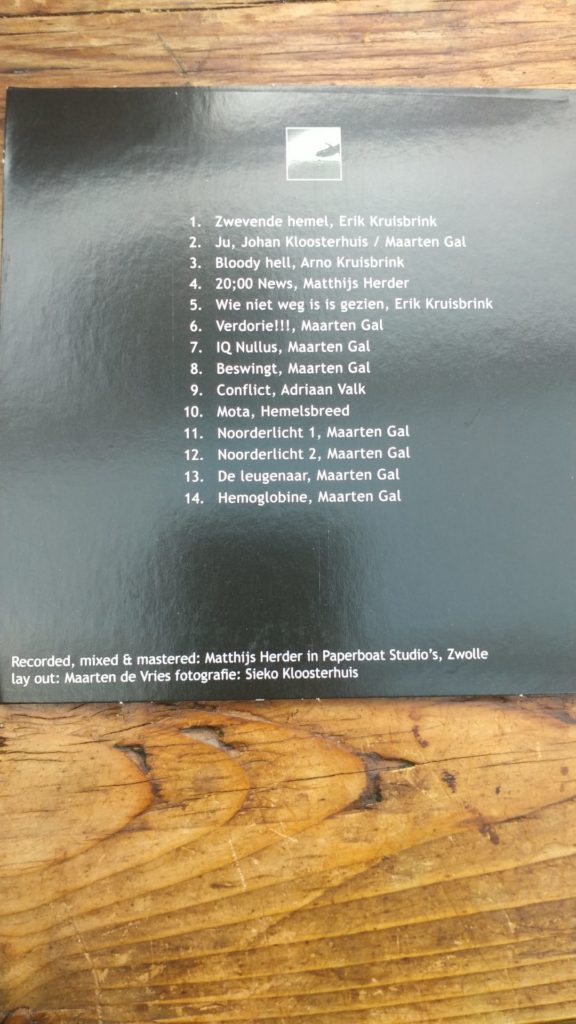 1. Zwevende hemel, Erik Kruisbrink
2. Ju, Johan Kloosterhuis / Maarten Gal
3. Bloody hell, Arno Kruisbrink
4. 20;00 News, Matthijs Herder
5. Wie niet weg is is gezien, Erik Kruisbrink
6. Verdorie!!!, Maarten Gal
7. IQ Nullus, Maarten Gal
8. Beswingt, Maarten Gal
9. Conflict, Adriaan Valk
10. Mota, Hemelsbreed
11. Noorderlicht 1, Maarten Gal
12. Noorderlicht 2, Maarten Gal
13. De leugenaar, Maarten Gal
14. Hemoglobine, Maarten Gal
Recorded, mixed & mastered: Matthijs Herder in Paperboat Studio's, Zwolle
lay out: Maarten de Vries fotografie: Sieko Kloosterhuis